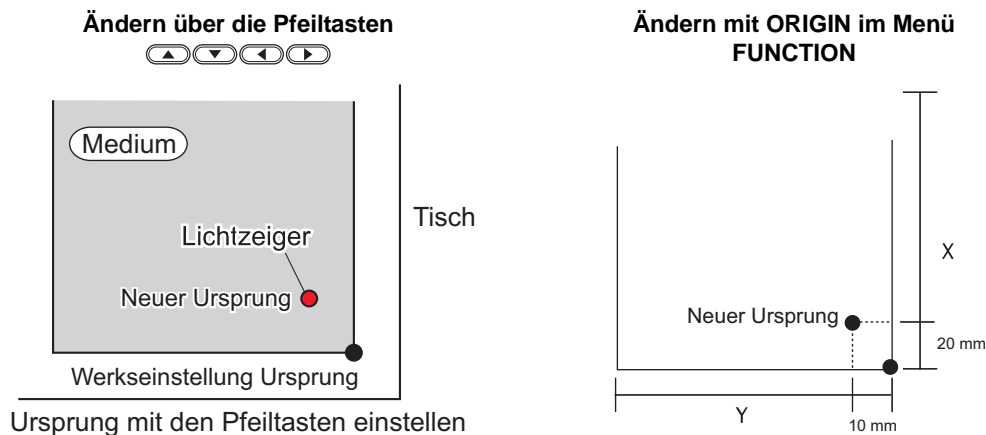 Ändern über die Pfeiltasten
Medium
Lichtzeiger
Neuer Ursprung
Tisch
Werkseinstellung Ursprung
Ursprung mit den Pfeiltasten einstellen
Ändern mit ORIGIN im Menü
FUNCTION
X
Neuer Ursprung
20 mm
Y
10 mm